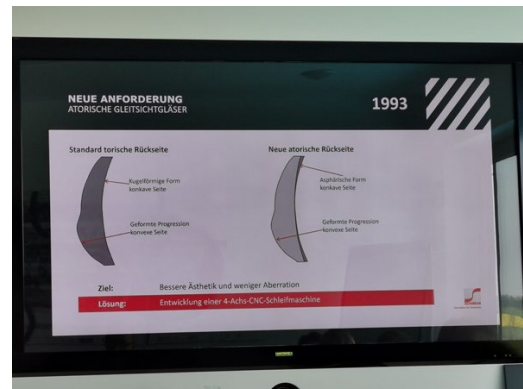 NEUE ANFORDERUNG
ATORISCHE GLEITSICHTGLÄSER
1993
Standard torische Rückseite
Neue atorische Rückseite
Kugelförmige Form
konkave Seite
Asphärische Form
konkave Seite
Geformte Progression
konvexe Seite
Geformte Progression
konvexe Seite
Ziel: Bessere Ästhetik und weniger Aberration
Lösung: Entwicklung einer 4-Achs-CNC-Schleifmaschine